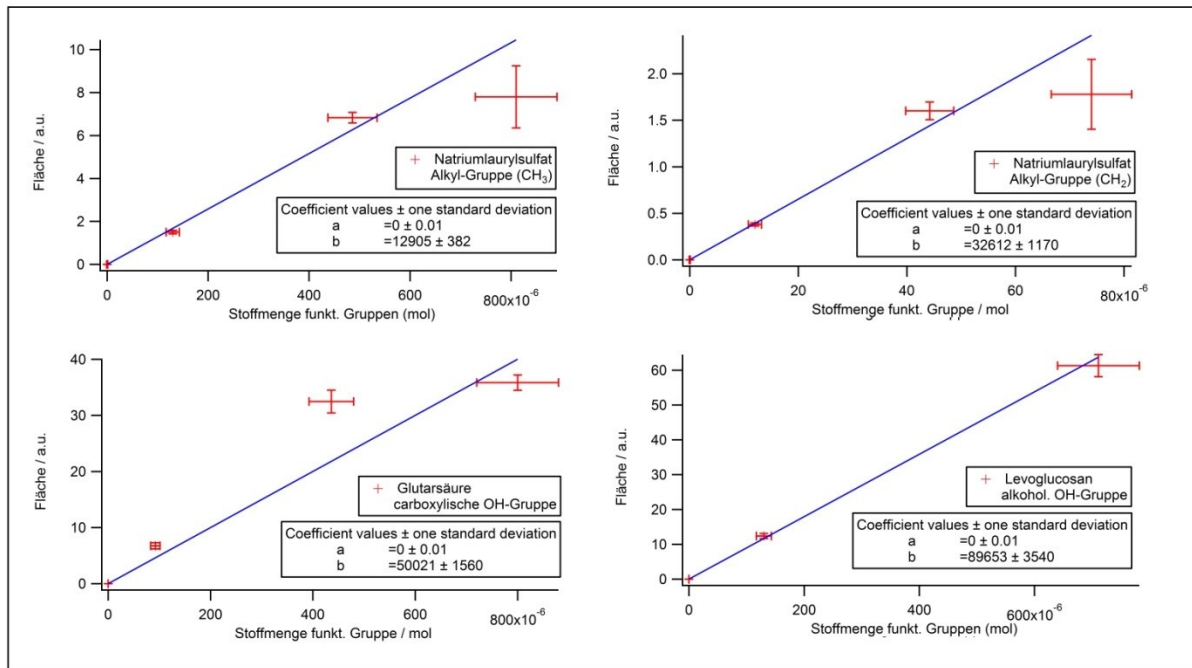 10
8
6
4
2
0
Fläche / a.u.
Natriumlaurylsulfat
Alkyl-Gruppe (CH₃)
Coefficient values ± one standard deviation
a =0 ± 0.01
b =12905 ± 382
0 200 400 600 800x10⁻⁶
Stoffmenge funkt. Gruppen (mol)
2.0
1.5
1.0
0.5
0.0
Fläche / a.u.
Natriumlaurylsulfat
Alkyl-Gruppe (CH₂)
Coefficient values ± one standard deviation
a =0 ± 0.01
b =32612 ± 1170
0 20 40 60 80x10⁻⁶
Stoffmenge funkt. Gruppe / mol
40
30
20
10
0
Fläche / a.u.
Glutarsäure
carboxylische OH-Gruppe
Coefficient values ± one standard deviation
a =0 ± 0.01
b =50021 ± 1560
0 200 400 600 800x10⁻⁶
Stoffmenge funkt. Gruppe / mol
60
50
40
30
20
10
0
Fläche / a.u.
Levoglucosan
alkohol. OH-Gruppe
Coefficient values ± one standard deviation
a =0 ± 0.01
b =89653 ± 3540
0 200 400 600x10⁻⁶
Stoffmenge funkt. Gruppen (mol)